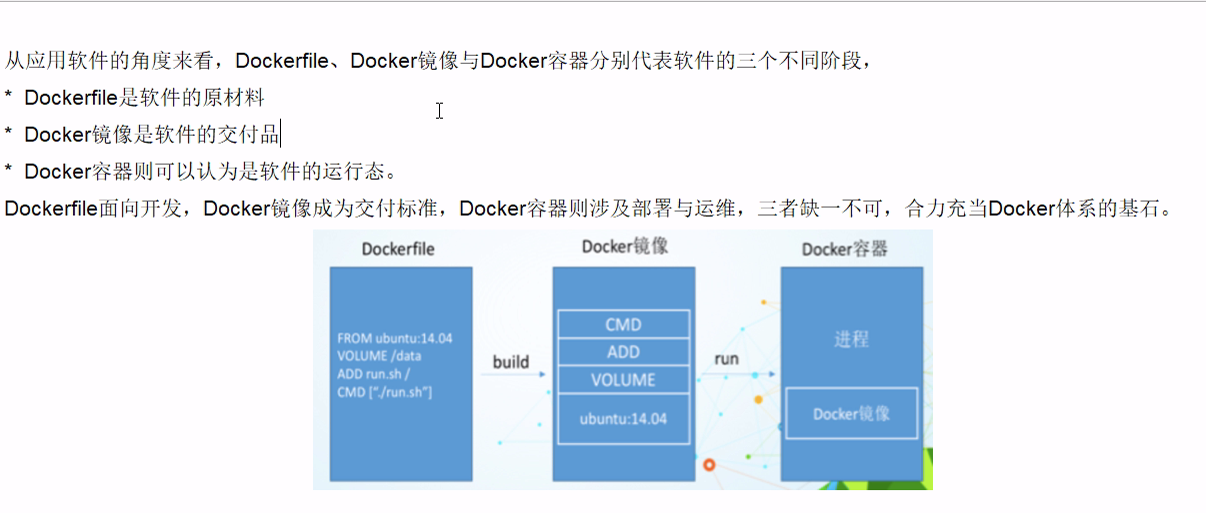 从应用软件的角度来看，Dockerfile、Docker镜像与Docker容器分别代表软件的三个不同阶段，
* Dockerfile是软件的原材料
* Docker镜像是软件的交付品
* Docker容器则可以认为是软件的运行态。
Dockerfile面向开发，Docker镜像成为交付标准，Docker容器则涉及部署与运维，三者缺一不可，合力充当Docker体系的基石。
Dockerfile
FROM ubuntu:14.04
VOLUME /data
ADD run.sh /
CMD ["./run.sh"]
build
Docker镜像
CMD
ADD
VOLUME
ubuntu:14.04
run
Docker容器
进程
Docker镜像